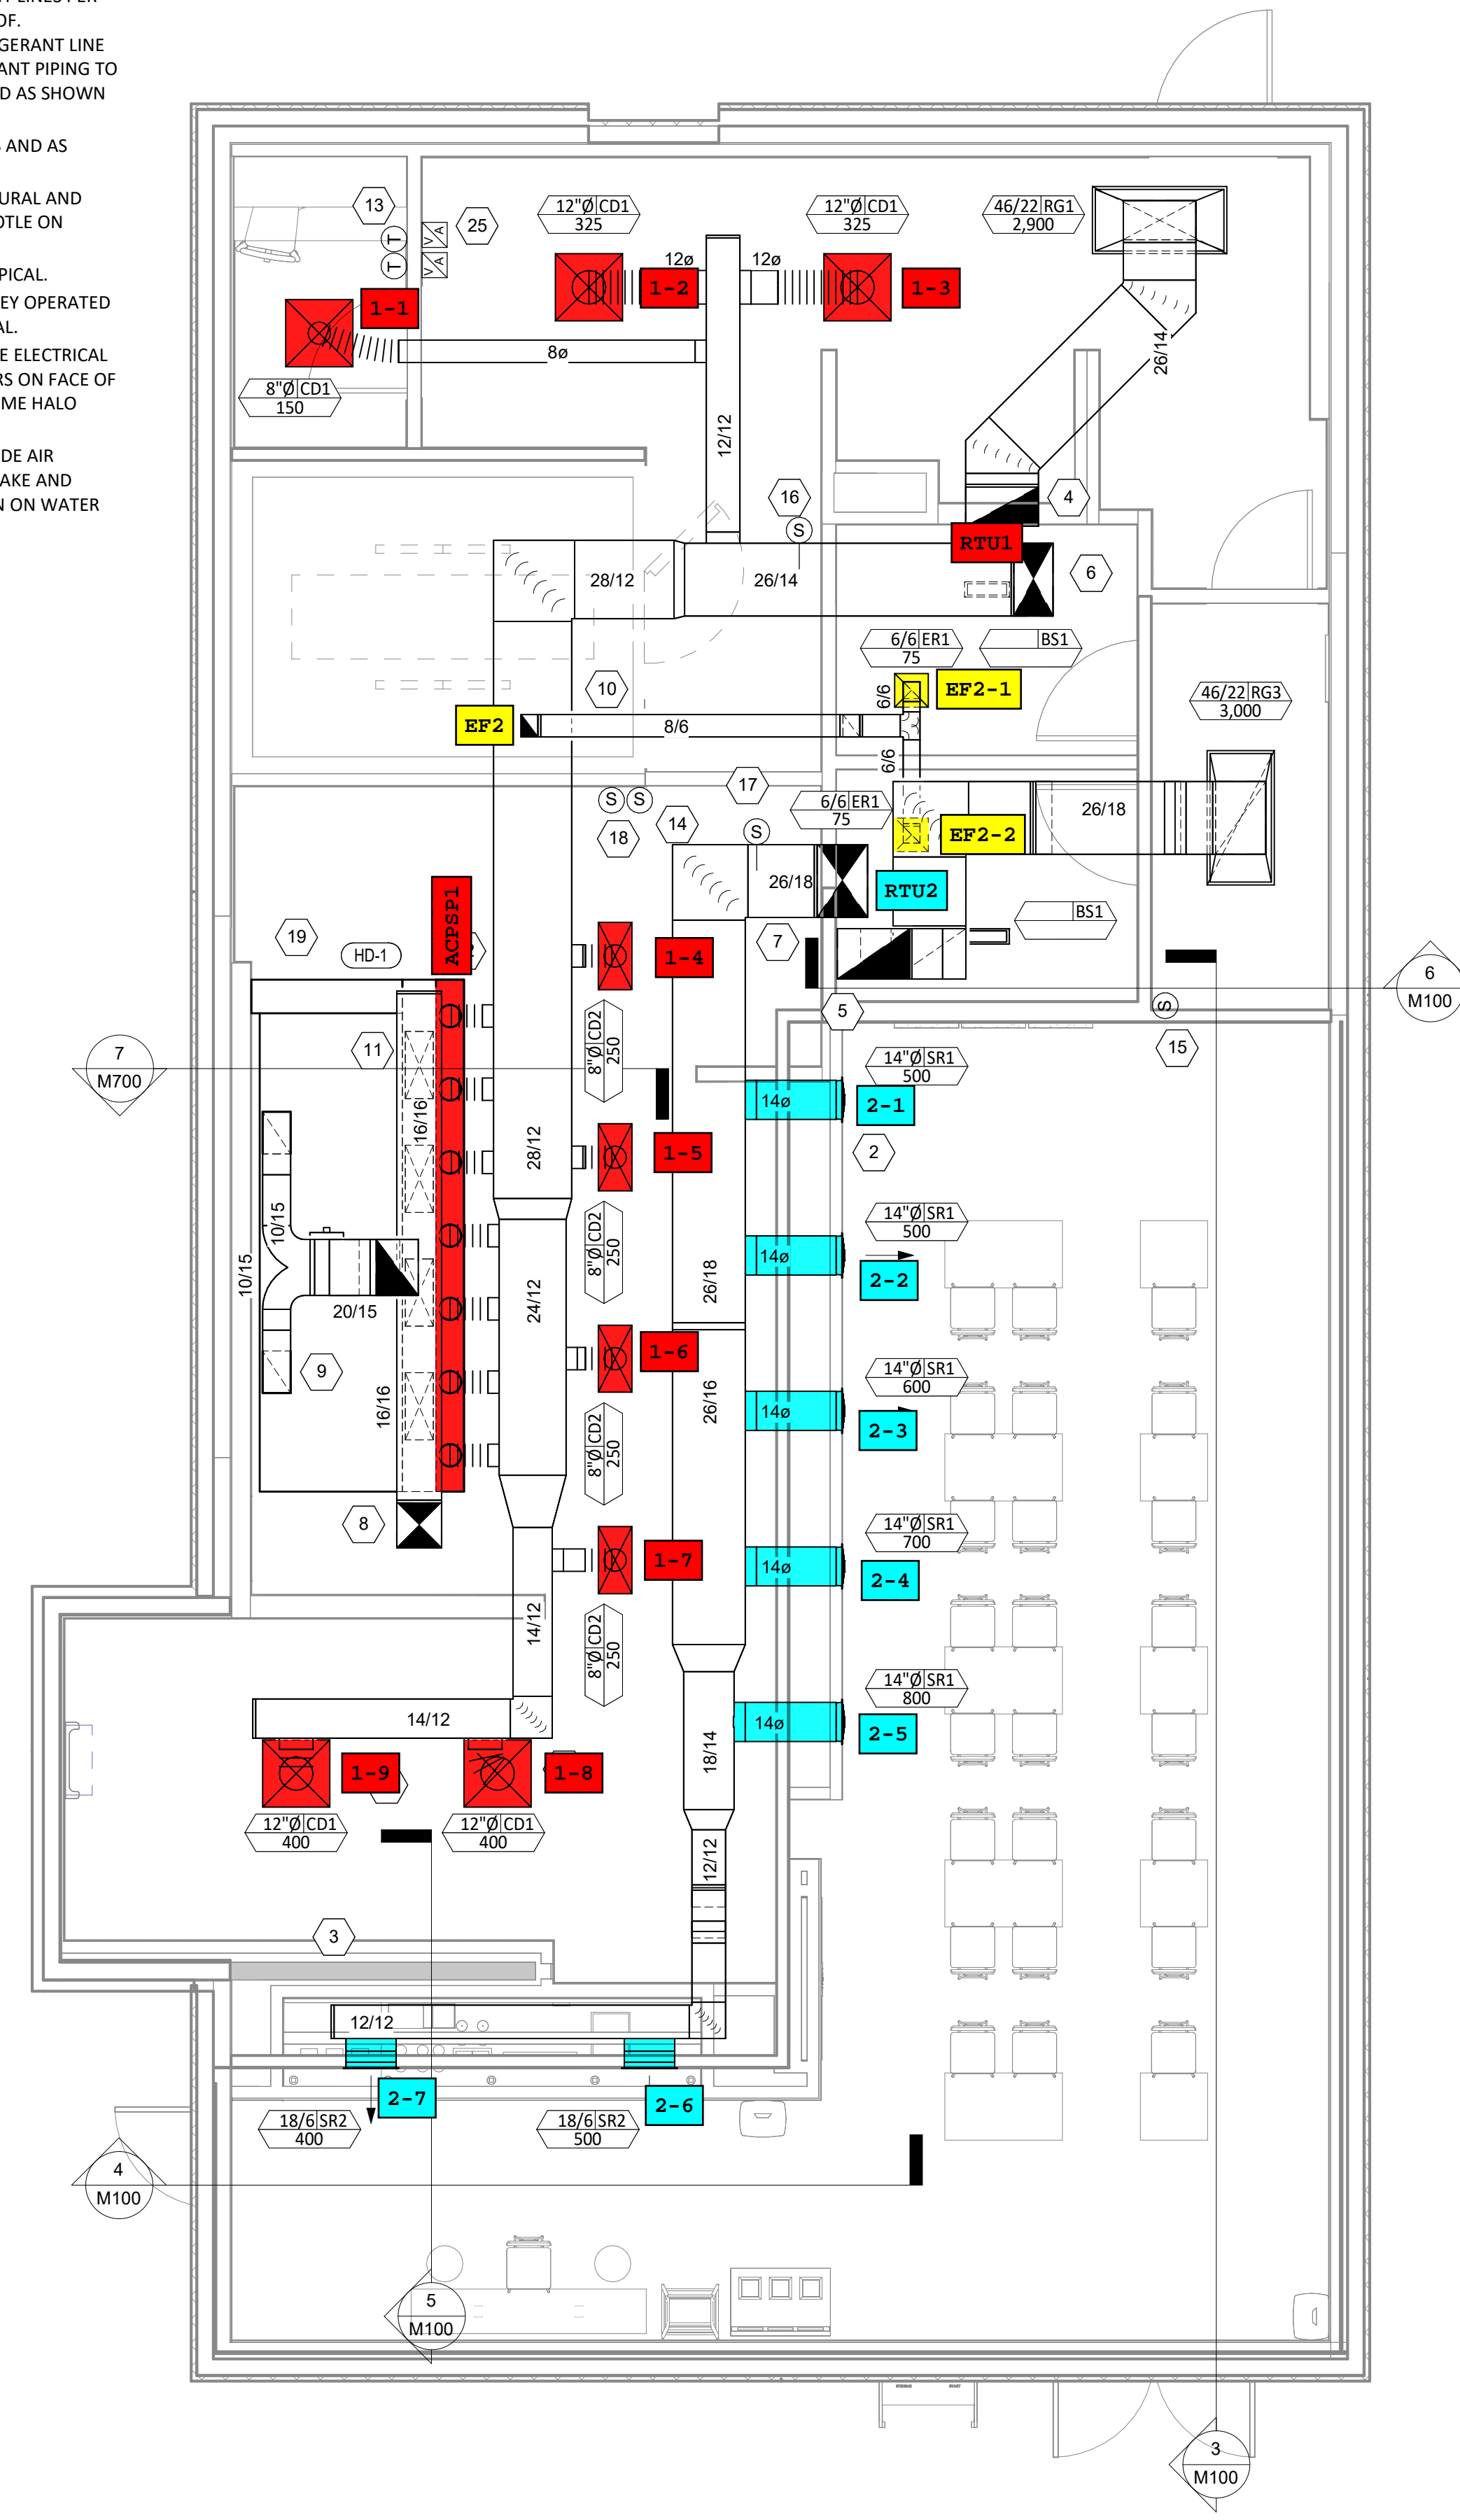 Y LINES PER
OF.
GERANT LINE
ANT PIPING TO
D AS SHOWN
S AND AS
URAL AND
OTLE ON
PICAL.
EY OPERATED
AL.
E ELECTRICAL
RS ON FACE OF
ME HALO
DE AIR
AKE AND
N ON WATER
13
T
T
V A
V A
25
12"Ø CD1
325
12"Ø CD1
325
46/22 RG1
2,900
12ø
12ø
1-1
1-2
1-3
8ø
8"Ø CD1
150
12/12
26/14
16
S
4
RTU1
6
28/12
26/14
6/6 ER1
75
BS1
10
EF2
8/6
6/6
EF2-1
46/22 RG3
3,000
6/6
17
S
S
18
14
S
6/6 ER1
75
EF2-2
26/18
26/18
RTU2
BS1
19
HD-1
ACPSP1
1-4
7
6
M100
5
S
15
11
8"Ø CD2
250
7
M700
16/16
14"Ø SR1
500
14ø
2-1
2
28/12
1-5
10/15
10/15
20/15
8"Ø CD2
250
24/12
26/18
14"Ø SR1
500
14ø
2-2
9
16/16
1-6
26/16
14"Ø SR1
600
14ø
2-3
8"Ø CD2
250
8
1-7
14"Ø SR1
700
14ø
2-4
14/12
8"Ø CD2
250
14/12
14"Ø SR1
800
14ø
2-5
18/14
1-9
1-8
12"Ø CD1
400
12"Ø CD1
400
12/12
3
12/12
2-7
2-6
18/6 SR2
400
18/6 SR2
500
4
M100
5
M100
3
M100